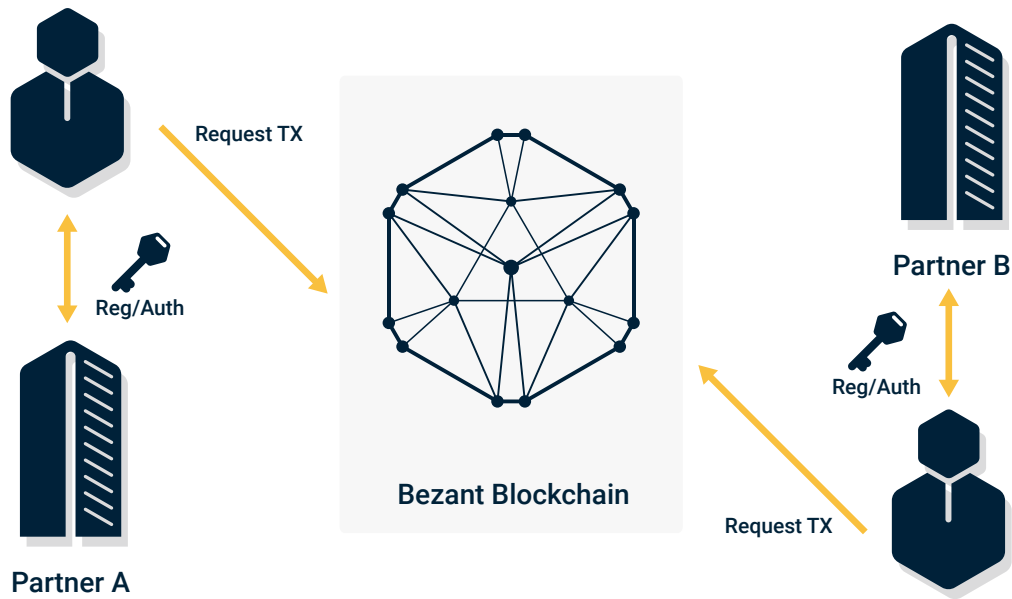 Request TX
Partner B
Reg/Auth
Reg/Auth
Bezant Blockchain
Request TX
Partner A